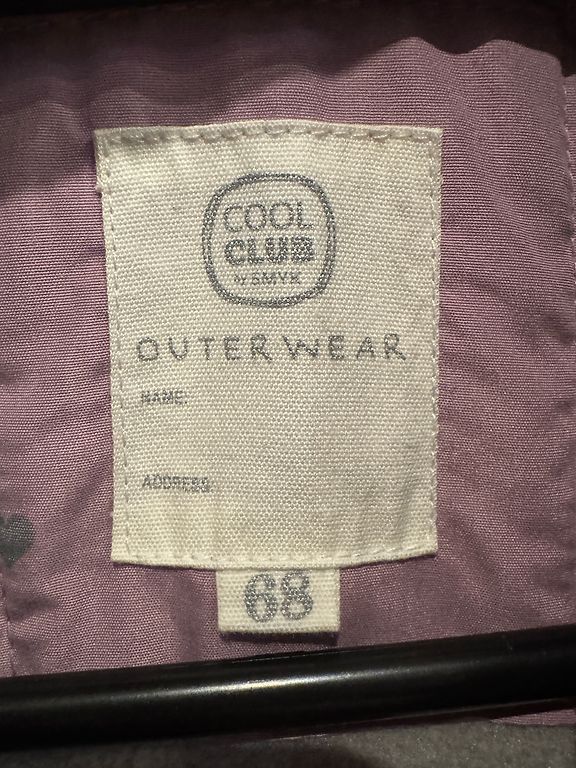 COOL
CLUB
BY SMYK
OUTERWEAR
NAME:
ADDRESS:
68